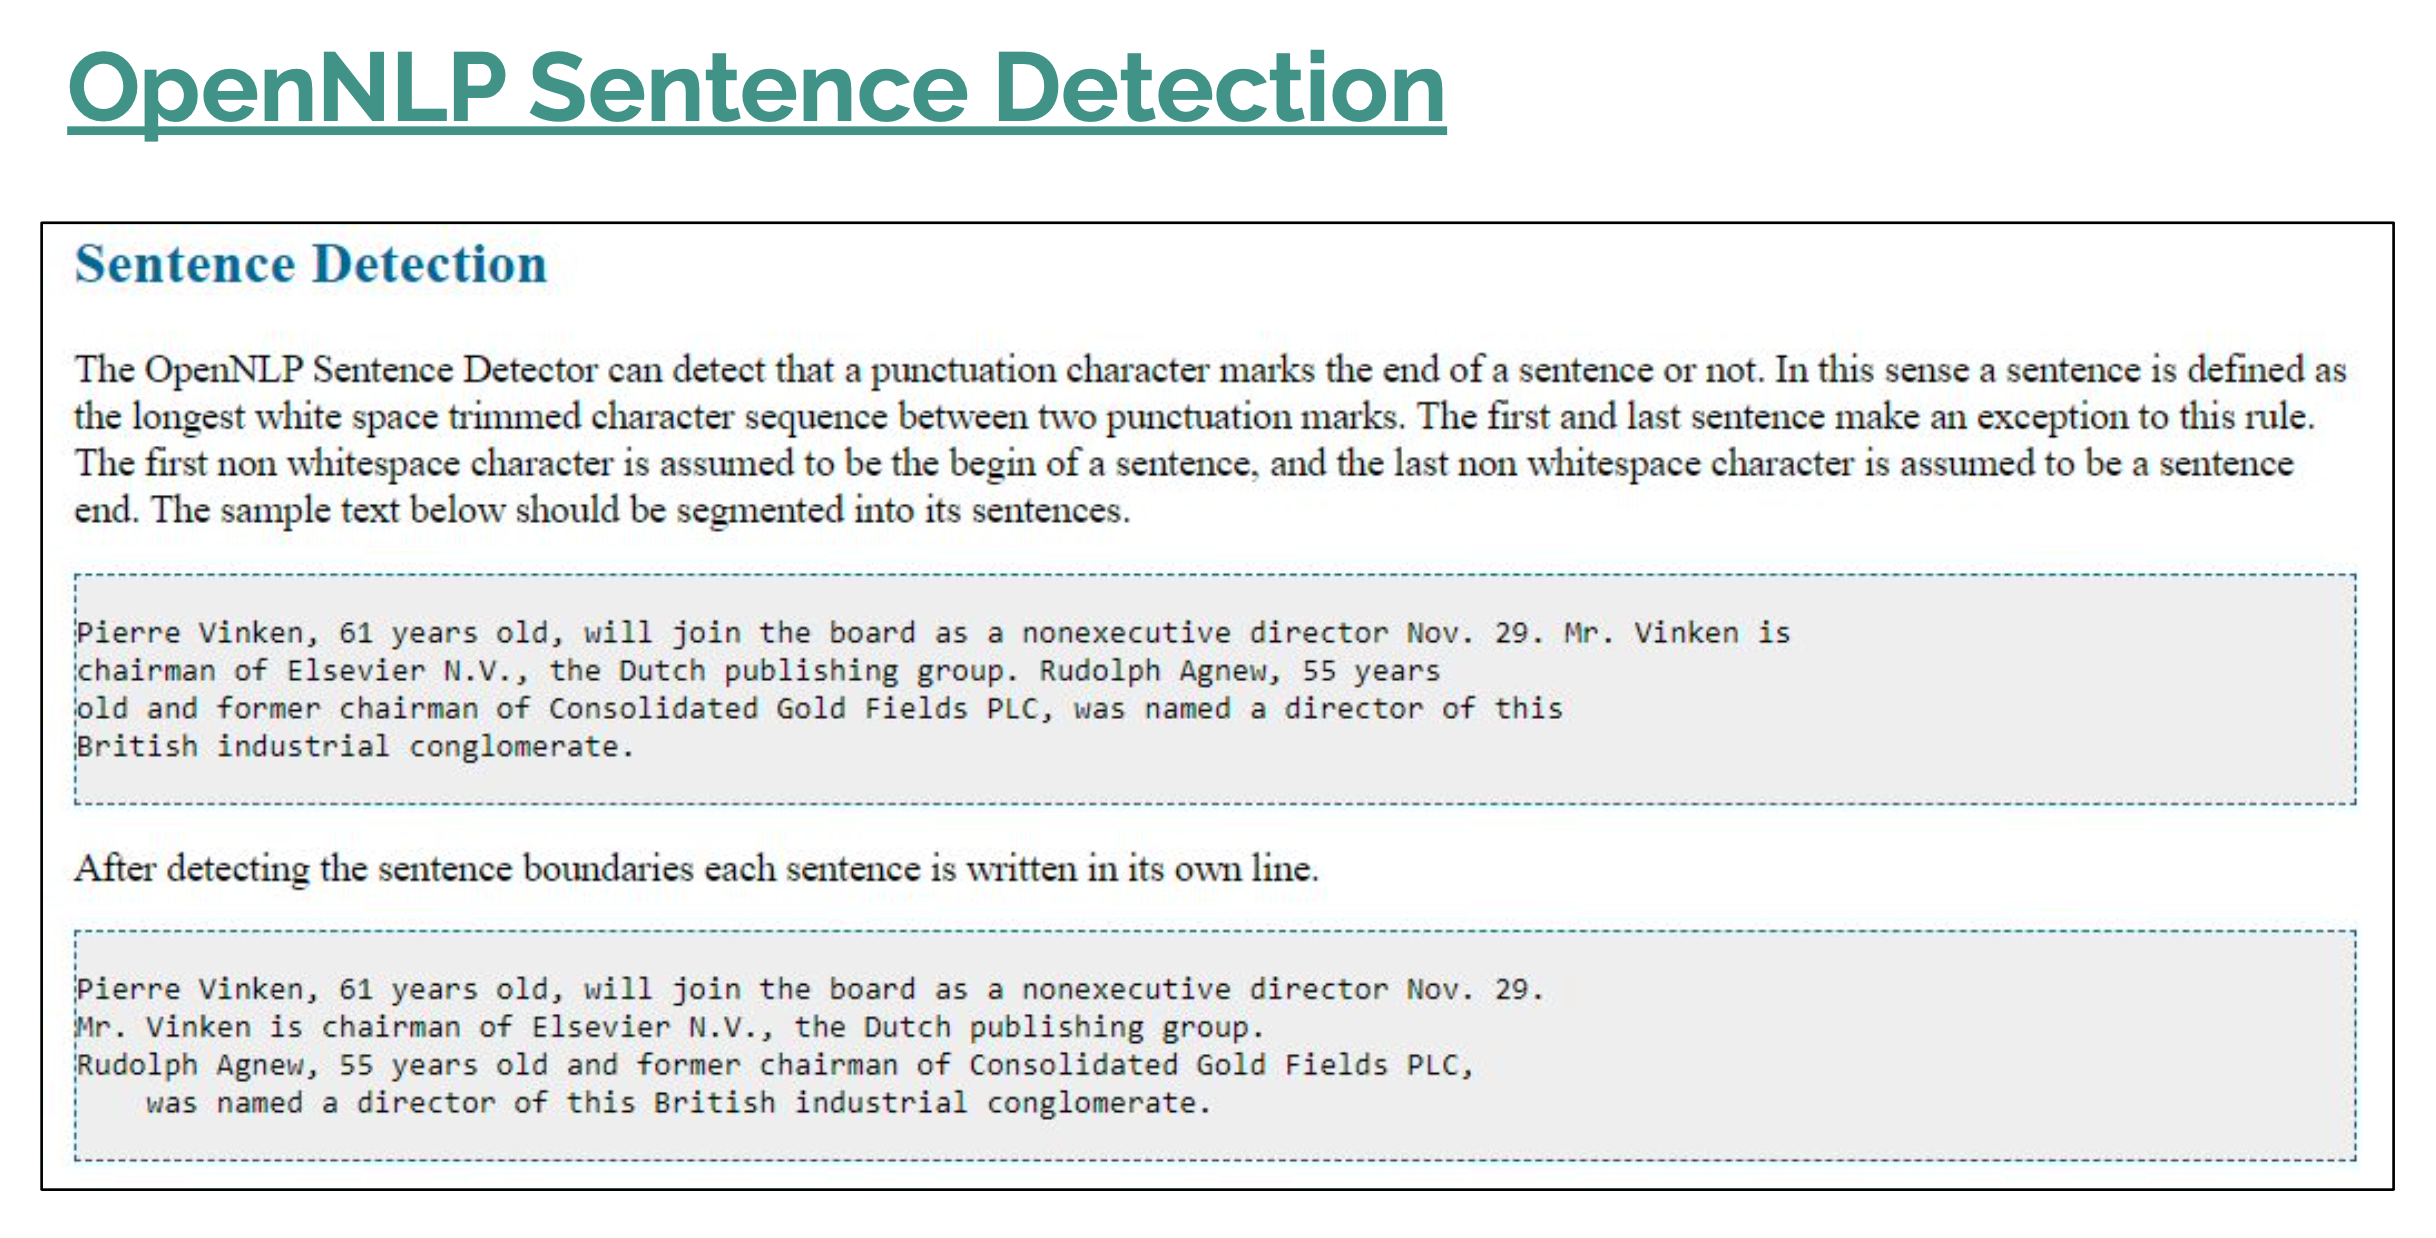 OpenNLP Sentence Detection
Sentence Detection
The OpenNLP Sentence Detector can detect that a punctuation character marks the end of a sentence or not. In this sense a sentence is defined as
the longest white space trimmed character sequence between two punctuation marks. The first and last sentence make an exception to this rule.
The first non whitespace character is assumed to be the begin of a sentence, and the last non whitespace character is assumed to be a sentence
end. The sample text below should be segmented into its sentences.
Pierre Vinken, 61 years old, will join the board as a nonexecutive director Nov. 29. Mr. Vinken is
chairman of Elsevier N.V., the Dutch publishing group. Rudolph Agnew, 55 years
old and former chairman of Consolidated Gold Fields PLC, was named a director of this
British industrial conglomerate.
After detecting the sentence boundaries each sentence is written in its own line.
Pierre Vinken, 61 years old, will join the board as a nonexecutive director Nov. 29.
Mr. Vinken is chairman of Elsevier N.V., the Dutch publishing group.
Rudolph Agnew, 55 years old and former chairman of Consolidated Gold Fields PLC,
    was named a director of this British industrial conglomerate.